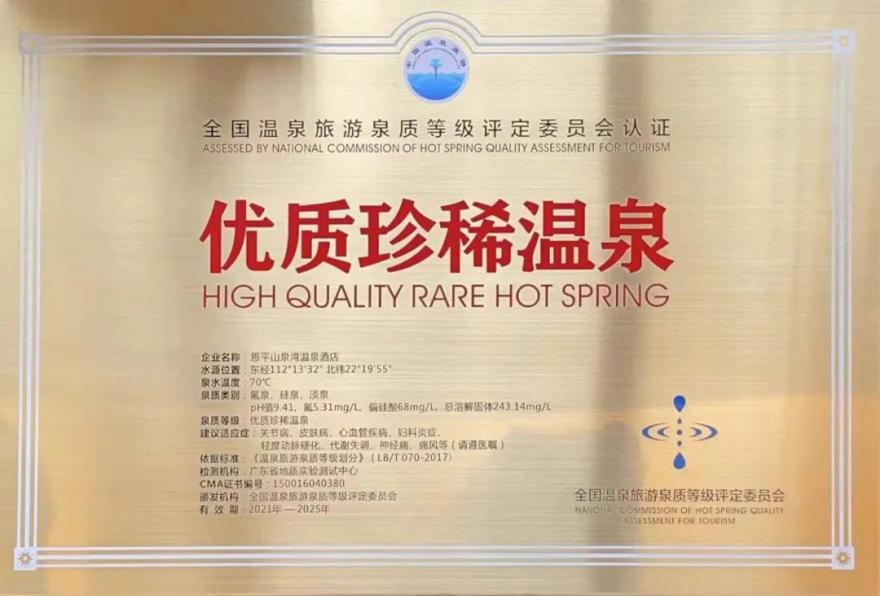 中国温泉旅游
全国温泉旅游泉质等级评定委员会认证
ASSESSED BY NATIONAL COMMISSION OF HOT SPRING QUALITY ASSESSMENT FOR TOURISM
优质珍稀温泉
HIGH QUALITY RARE HOT SPRING
企业名称：恩平山泉湾温泉酒店
水源位置：东经112°13'32" 北纬22°19'55"
泉水温度：70℃
泉质类别：氟泉、硅泉、淡泉
pH值9.41，氟5.31mg/L，偏硅酸68mg/L，总溶解固体243.14mg/L
泉质等级：优质珍稀温泉
建议适应症：关节病、皮肤病、心血管疾病、妇科炎症、
轻度动脉硬化、代谢失调、神经痛、痛风等（请遵医嘱）
依据标准：《温泉旅游泉质等级划分》（LB/T 070-2017）
检测机构：广东省地质实验测试中心
CMA证书编号：150016040380
颁发机构：全国温泉旅游泉质等级评定委员会
有 效 期：2021年—2025年
全国温泉旅游泉质等级评定委员会
NATIONAL COMMISSION OF HOT SPRING QUALITY
ASSESSMENT FOR TOURISM